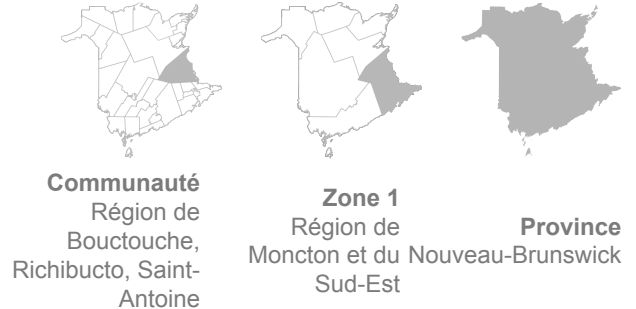 Communauté
Région de
Bouctouche,
Richibucto, Saint-
Antoine
Zone 1
Région de
Moncton et du
Sud-Est
Province
Nouveau-Brunswick